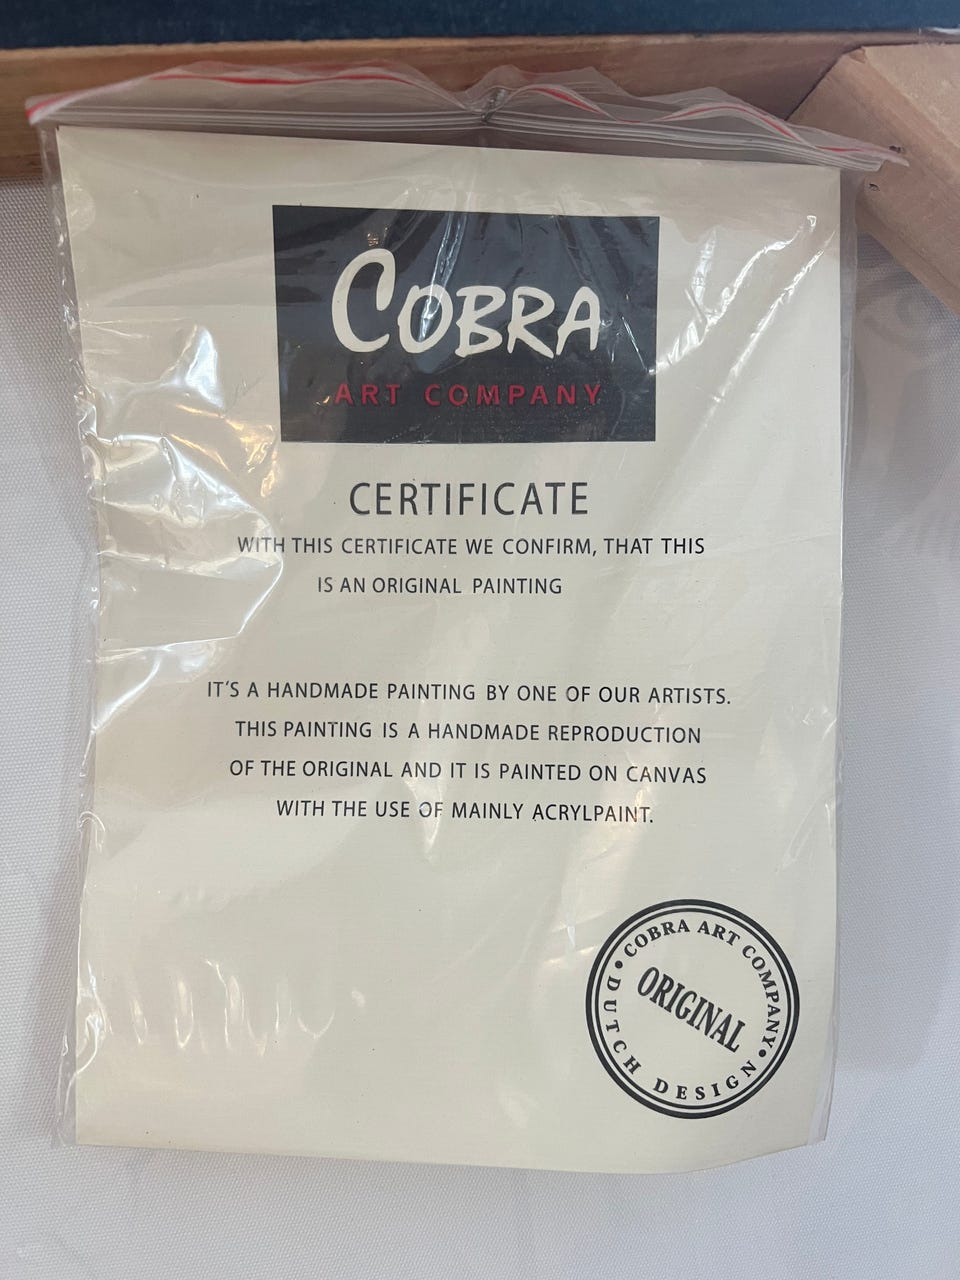 COBRA
ART COMPANY
CERTIFICATE
WITH THIS CERTIFICATE WE CONFIRM, THAT THIS
IS AN ORIGINAL PAINTING
IT'S A HANDMADE PAINTING BY ONE OF OUR ARTISTS.
THIS PAINTING IS A HANDMADE REPRODUCTION
OF THE ORIGINAL AND IT IS PAINTED ON CANVAS
WITH THE USE OF MAINLY ACRYLPAINT.
• COBRA ART COMPANY •
ORIGINAL
DUTCH DESIGN